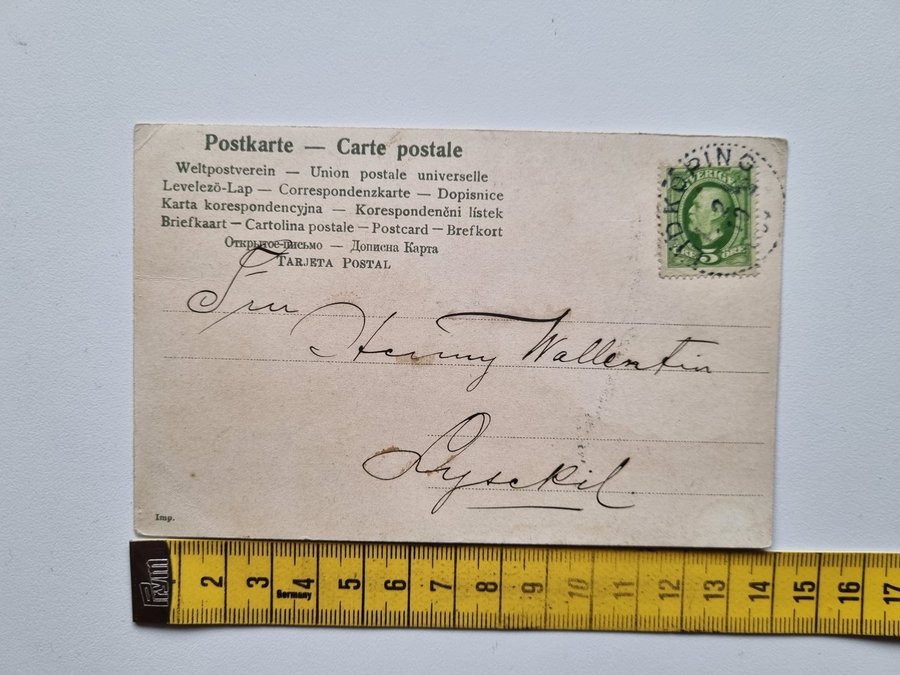 Postkarte — Carte postale
Weltpostverein — Union postale universelle
Levelezö-Lap — Correspondenzkarte — Dopisnice
Karta korespondencyjna — Korespondenčni lístek
Briefkaart — Cartolina postale — Postcard — Brefkort
Открытое письмо — Дописна Карта
Tarjeta Postal
LIDKÖPING
SVERIGE
5
Fru
Henny Wallentin
Lysekil.
Imp.
2 3 4 5 6 7 8 9 10 11 12 13 14 15 16 17
Germany